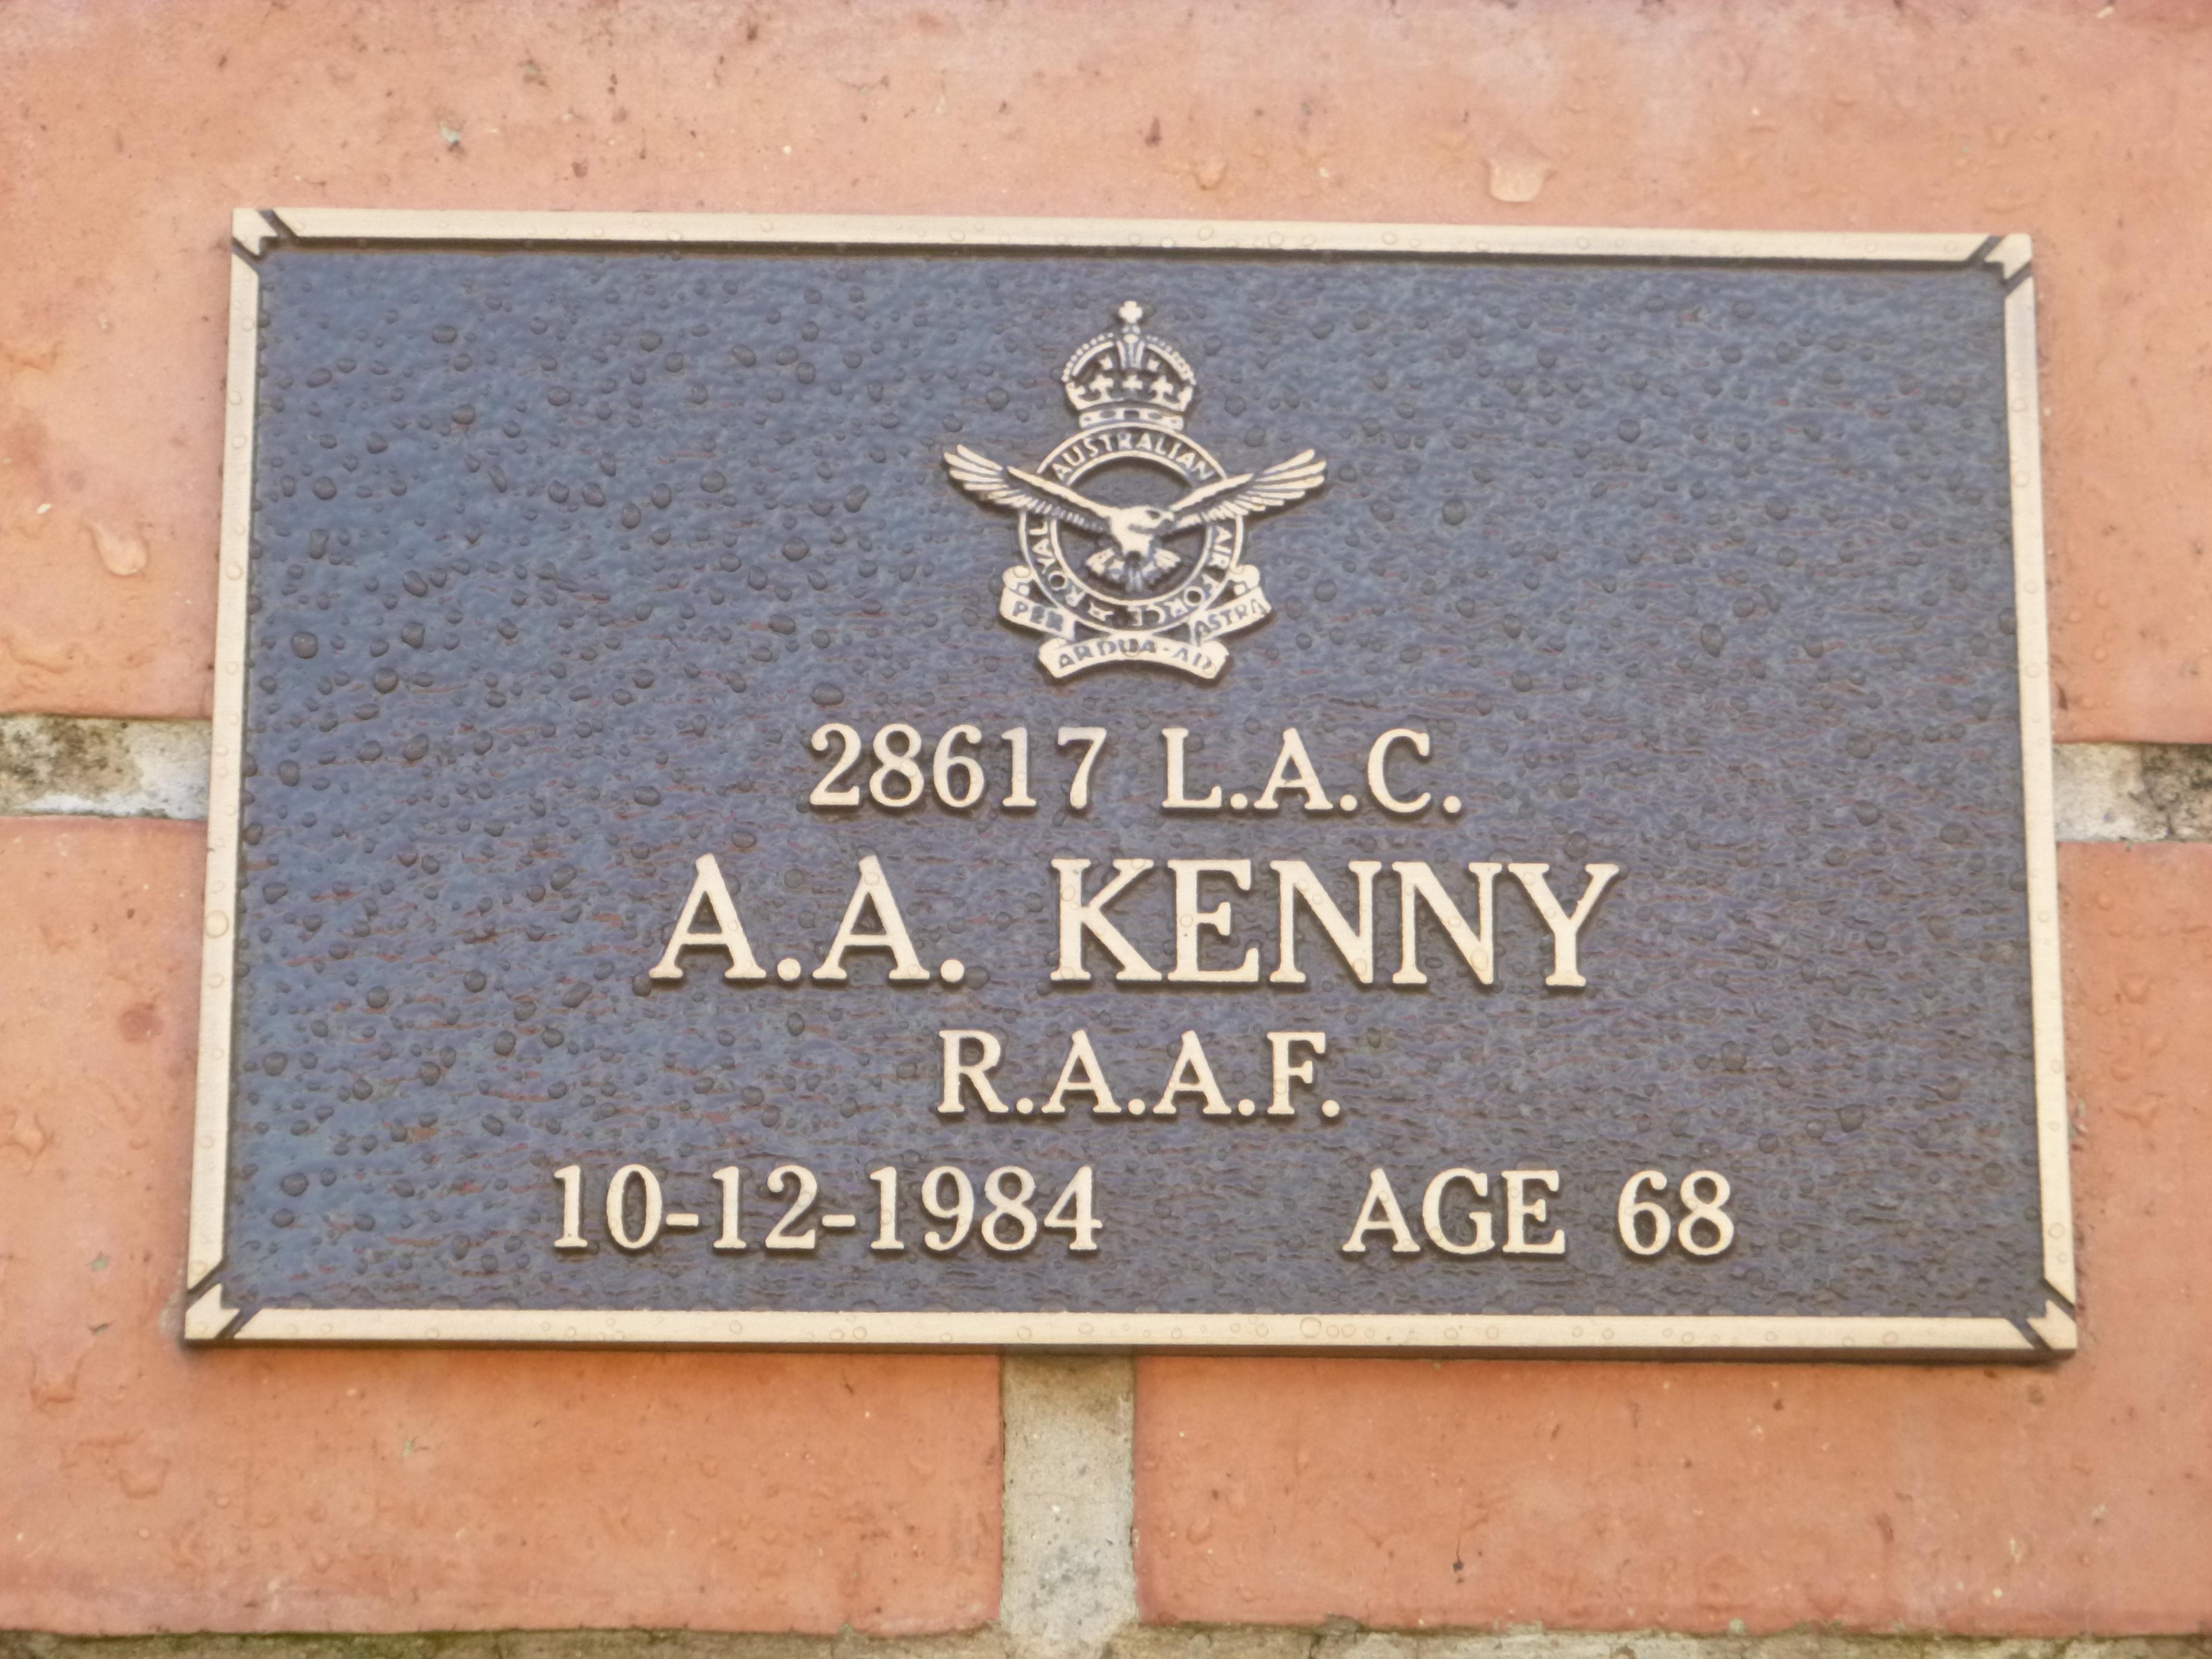 ROYAL AUSTRALIAN AIR FORCE
PER ARDUA-AD ASTRA
28617 L.A.C.
A.A. KENNY
R.A.A.F.
10-12-1984 AGE 68